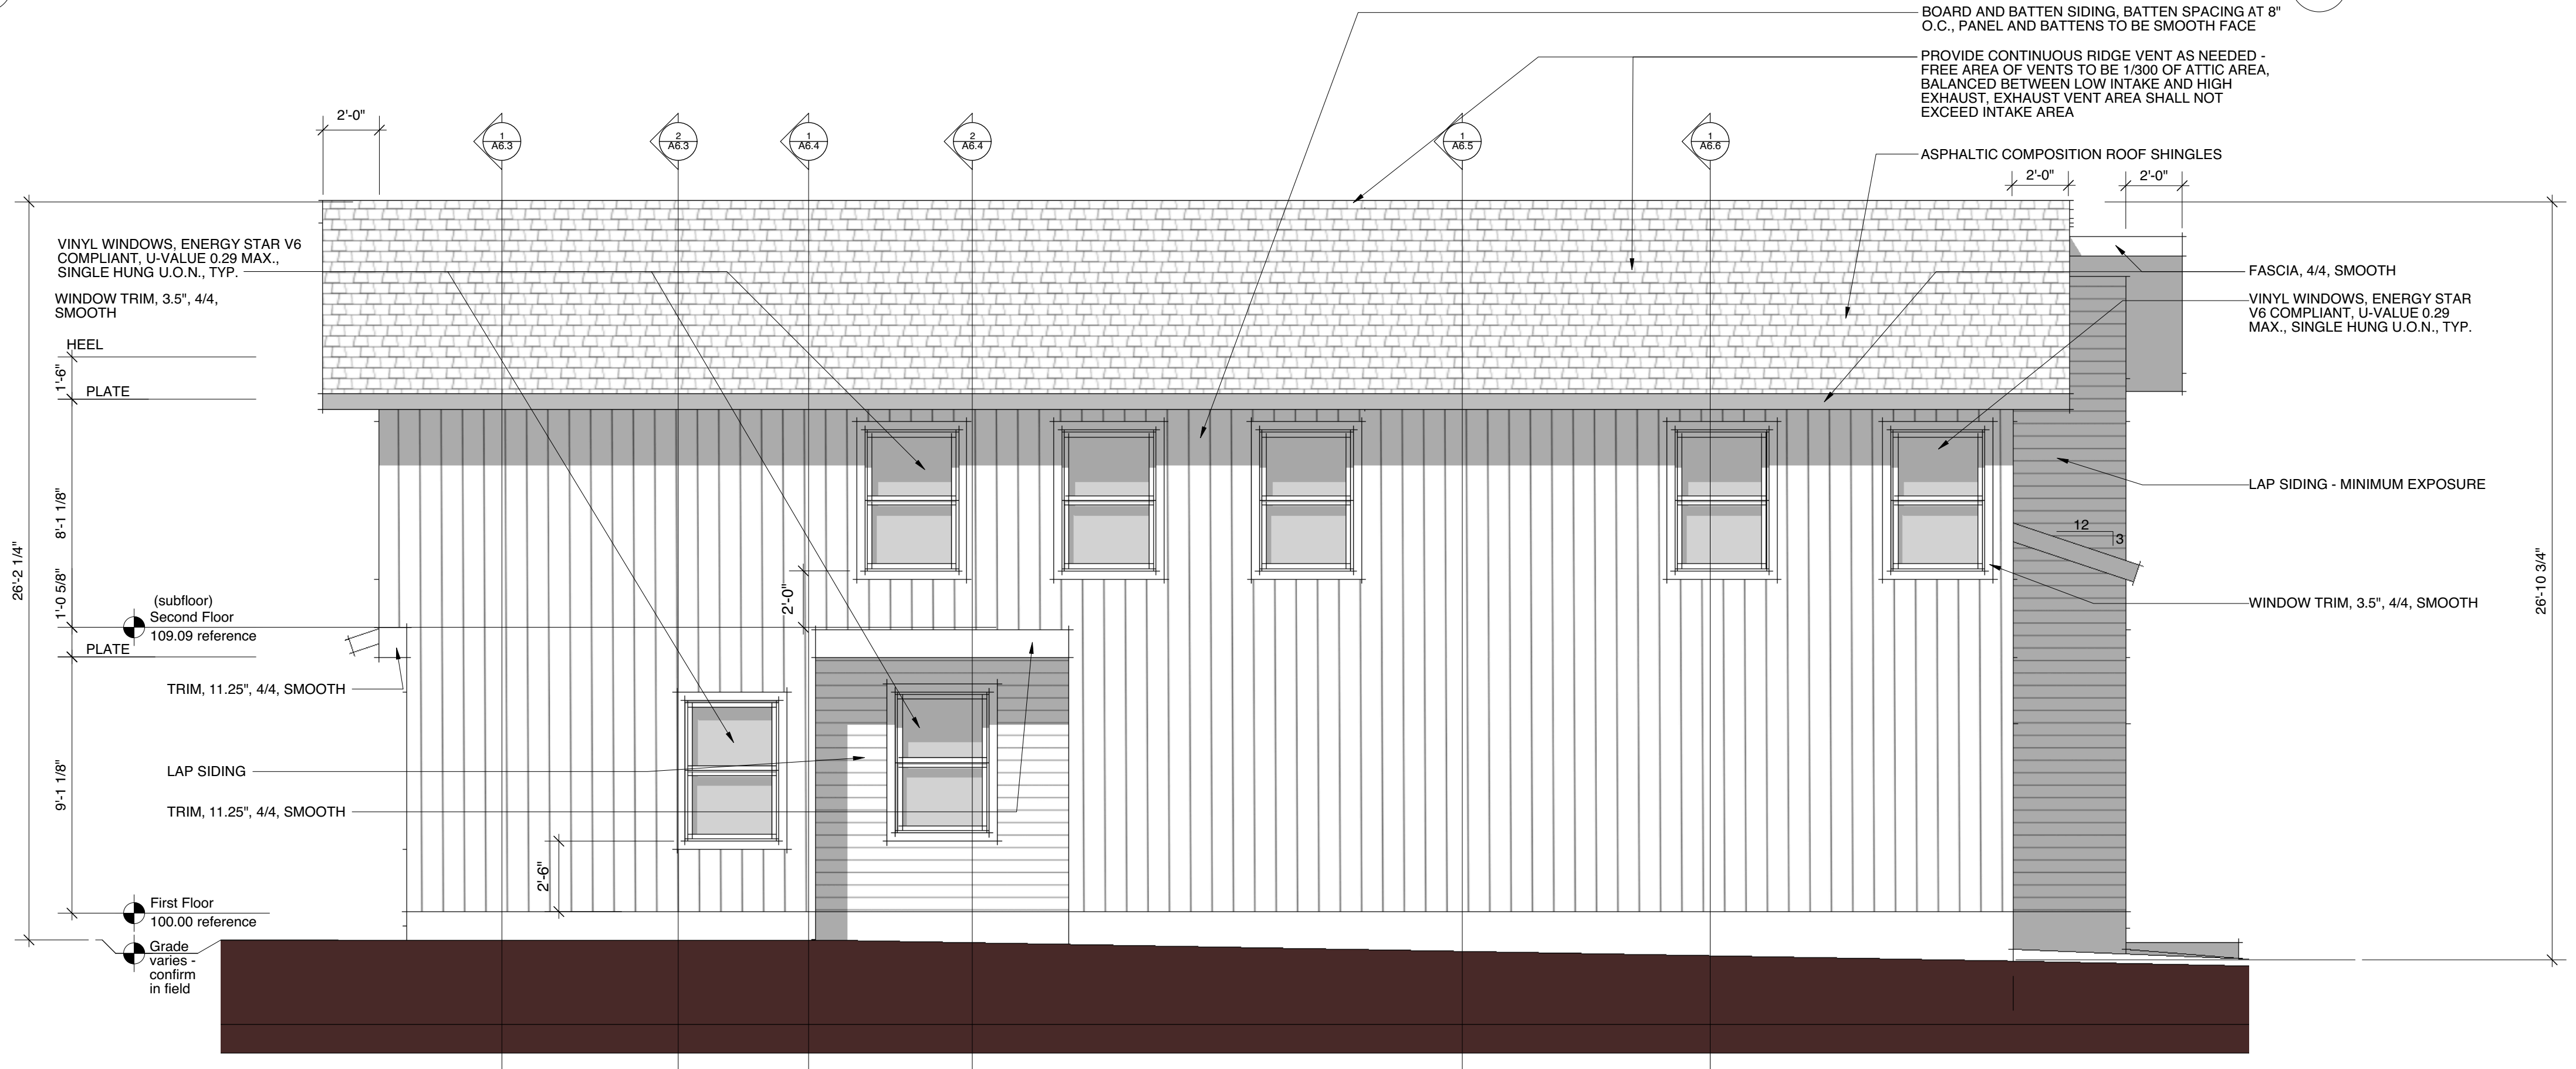 BOARD AND BATTEN SIDING, BATTEN SPACING AT 8"
O.C., PANEL AND BATTENS TO BE SMOOTH FACE
PROVIDE CONTINUOUS RIDGE VENT AS NEEDED -
FREE AREA OF VENTS TO BE 1/300 OF ATTIC AREA,
BALANCED BETWEEN LOW INTAKE AND HIGH
EXHAUST, EXHAUST VENT AREA SHALL NOT
EXCEED INTAKE AREA
ASPHALTIC COMPOSITION ROOF SHINGLES
2'-0"
1
A6.3
2
A6.3
1
A6.4
2
A6.4
1
A6.5
1
A6.6
2'-0"
2'-0"
VINYL WINDOWS, ENERGY STAR V6
COMPLIANT, U-VALUE 0.29 MAX.,
SINGLE HUNG U.O.N., TYP.
WINDOW TRIM, 3.5", 4/4,
SMOOTH
HEEL
1'-6"
PLATE
8'-1 1/8"
26'-2 1/4"
1'-0 5/8"
(subfloor)
Second Floor
109.09 reference
PLATE
TRIM, 11.25", 4/4, SMOOTH
LAP SIDING
9'-1 1/8"
TRIM, 11.25", 4/4, SMOOTH
2'-0"
2'-6"
First Floor
100.00 reference
Grade
varies -
confirm
in field
FASCIA, 4/4, SMOOTH
VINYL WINDOWS, ENERGY STAR
V6 COMPLIANT, U-VALUE 0.29
MAX., SINGLE HUNG U.O.N., TYP.
LAP SIDING - MINIMUM EXPOSURE
12
3
WINDOW TRIM, 3.5", 4/4, SMOOTH
26'-10 3/4"